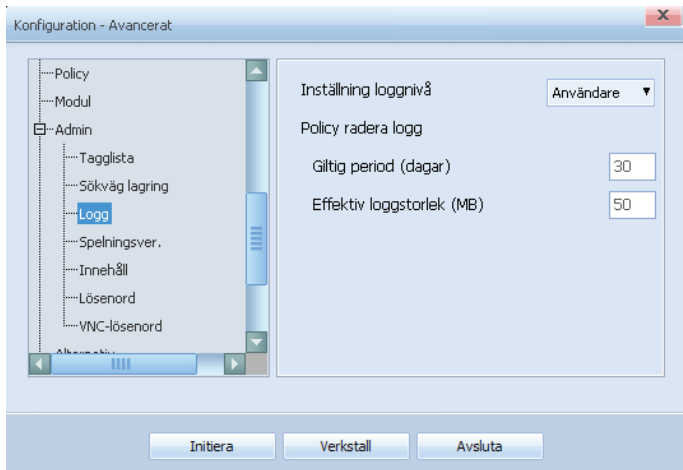 Konfiguration - Avancerat
Policy
Modul
Admin
Tagglista
Sökväg lagring
Logg
Spelningsver.
Innehåll
Lösenord
VNC-lösenord
Alternativ
Inställning loggnivå
Användare
Policy radera logg
Giltig period (dagar)
30
Effektiv loggstorlek (MB)
50
Initiera
Verkstall
Avsluta